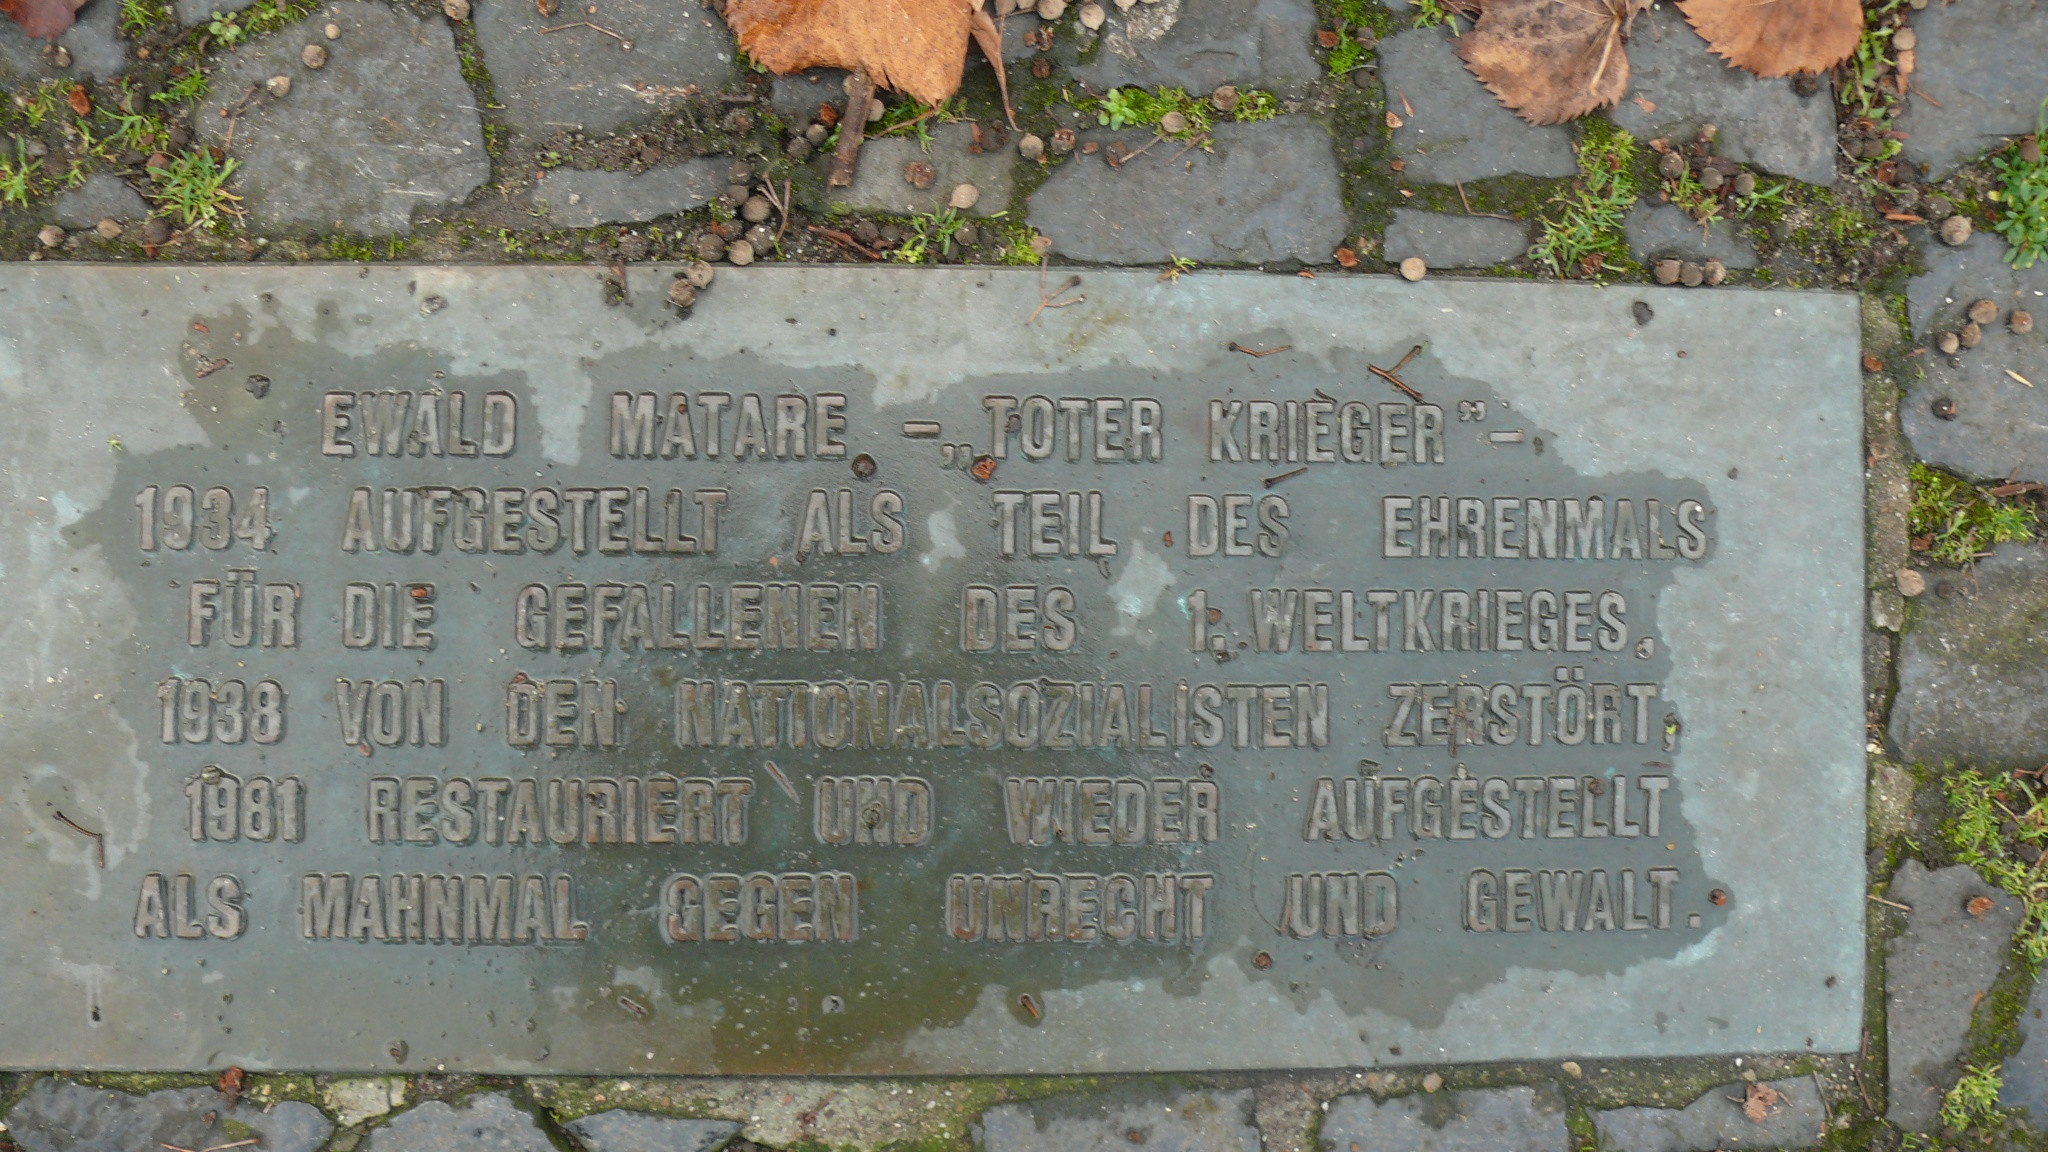 EWALD MATARE – „TOTER KRIEGER” –
1934 AUFGESTELLT ALS TEIL DES EHRENMALS
FÜR DIE GEFALLENEN DES 1. WELTKRIEGES,
1938 VON DEN NATIONALSOZIALISTEN ZERSTÖRT,
1981 RESTAURIERT UND WIEDER AUFGESTELLT
ALS MAHNMAL GEGEN UNRECHT UND GEWALT.